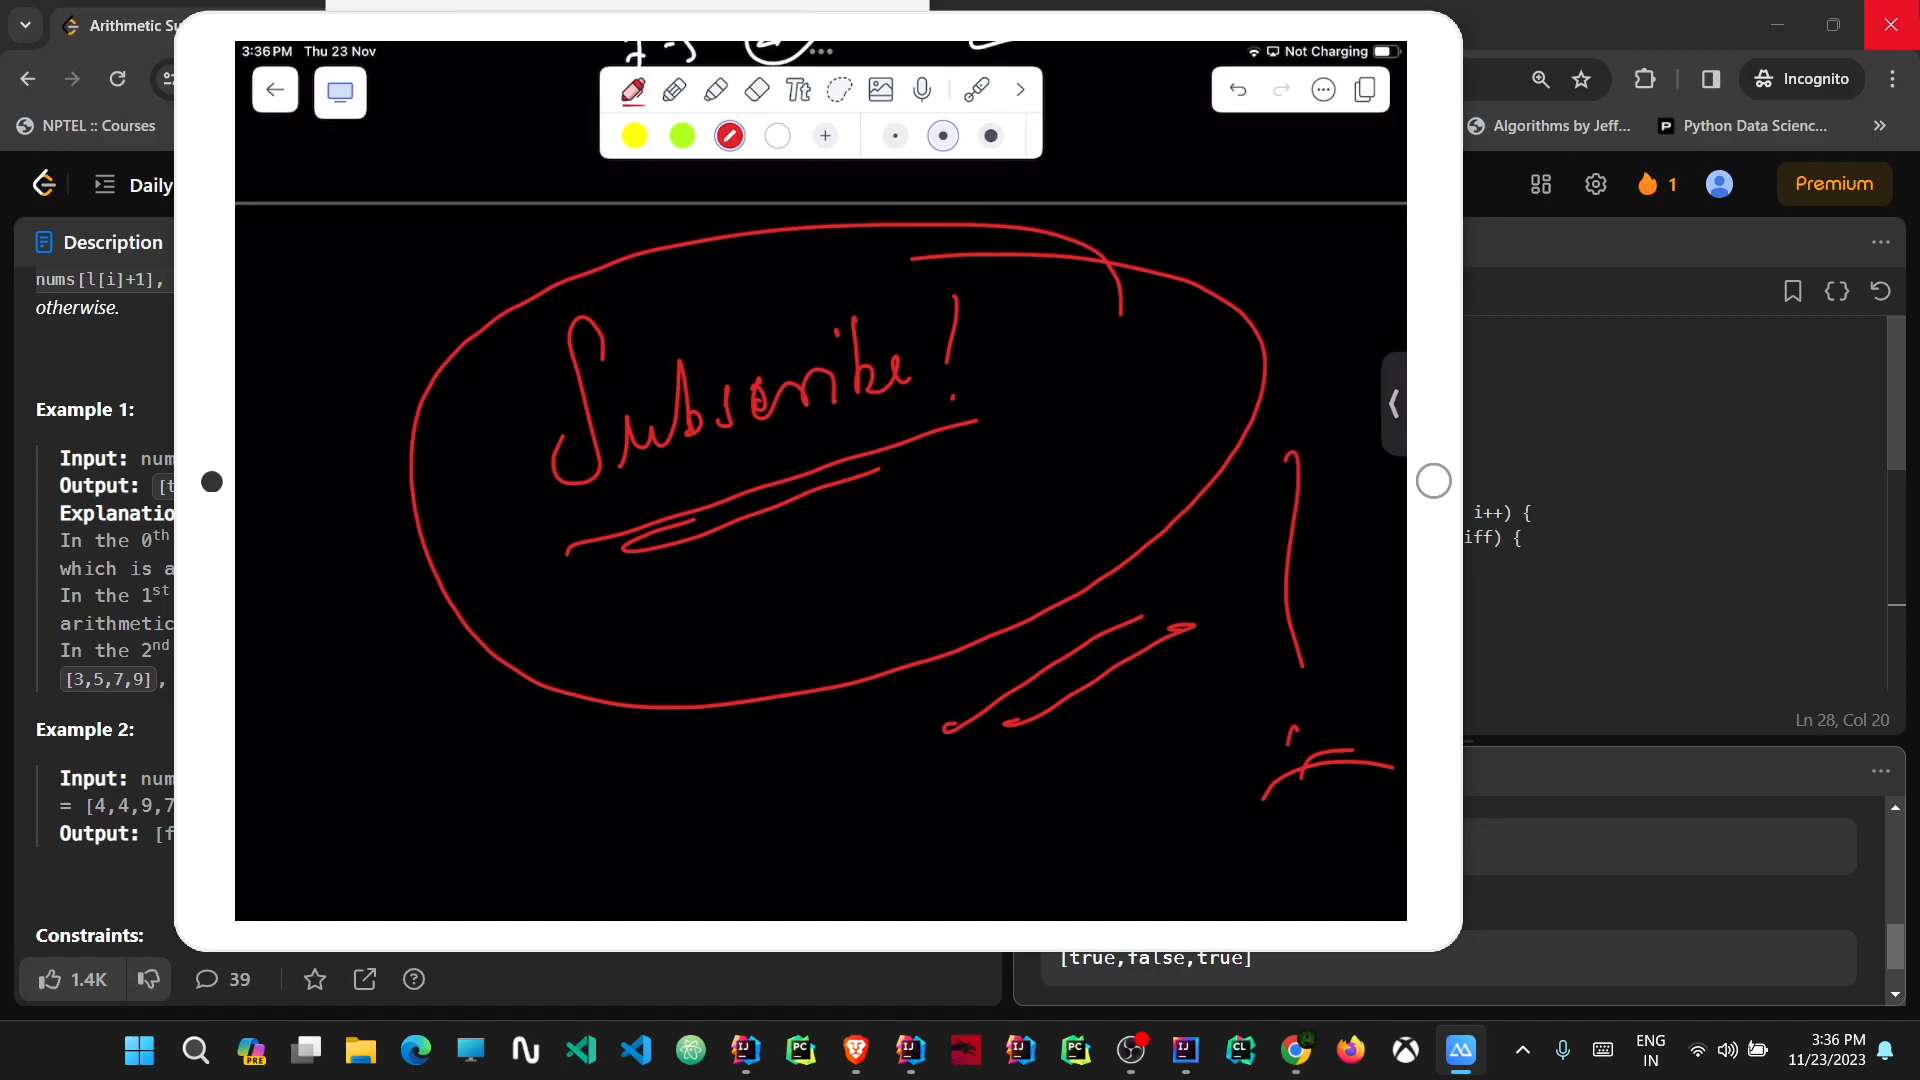 Arithmetic Su
3:36 PM Thu 23 Nov
Not Charging
Tt
Incognito
NPTEL :: Courses
Algorithms by Jeff...
Python Data Scienc...
Daily
1
Premium
Description
nums[l[i]+1],
otherwise.
Subscribe!
Example 1:
Input: num
Output: [t
Explanatio
In the 0th
which is a
In the 1st
arithmetic
In the 2nd
[3,5,7,9],
i++) {
iff) {
Ln 28, Col 20
Example 2:
Input: num
= [4,4,9,7
Output: [f
Constraints:
1.4K
39
[true,false,true]
ENG
IN
3:36 PM
11/23/2023